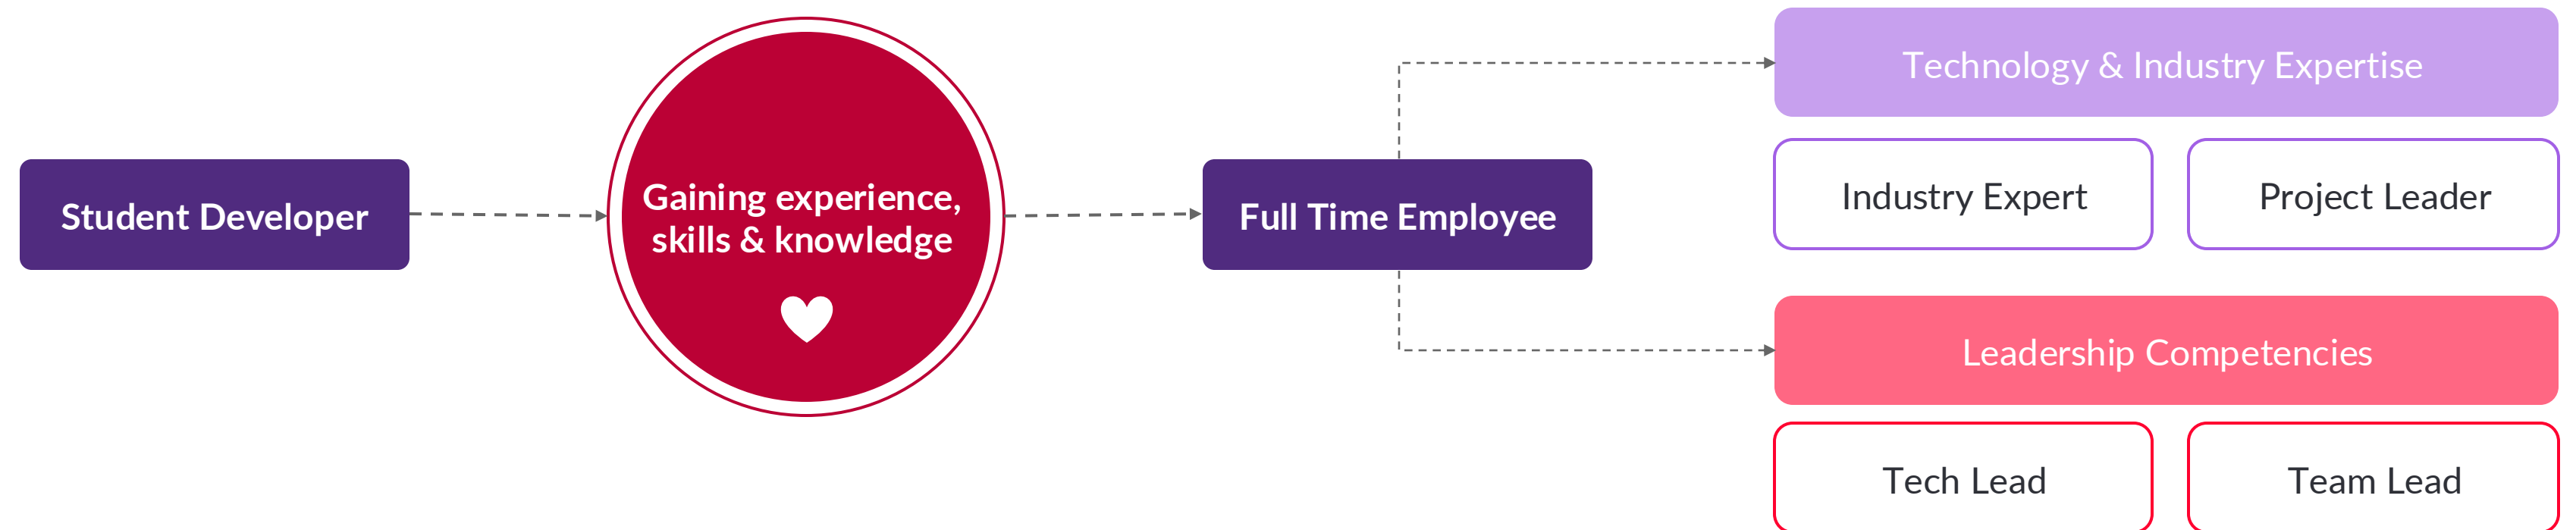 Student Developer
Gaining experience,
skills & knowledge
Full Time Employee
Technology & Industry Expertise
Industry Expert
Project Leader
Leadership Competencies
Tech Lead
Team Lead